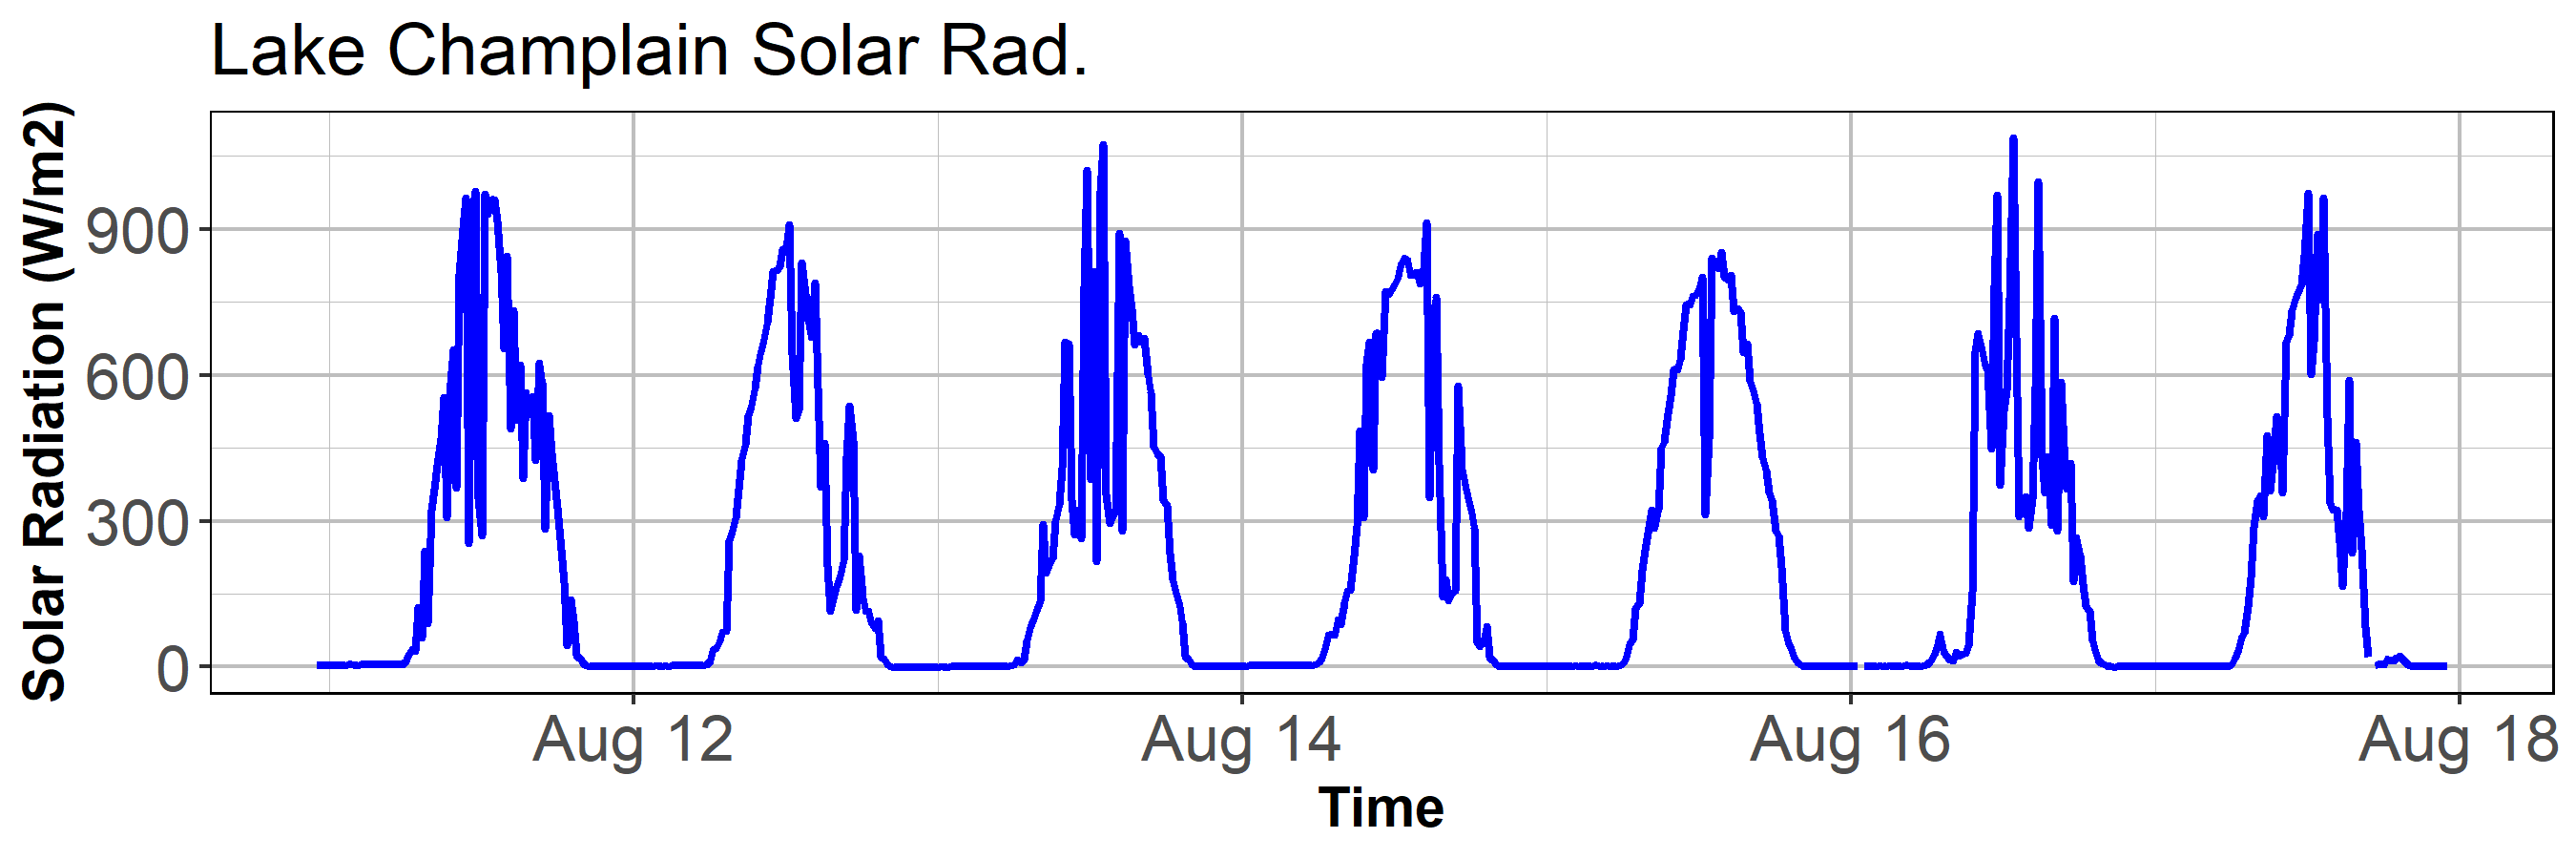 Lake Champlain Solar Rad.
Solar Radiation (W/m2)
900
600
300
0
Aug 12 Aug 14 Aug 16 Aug 18
Time